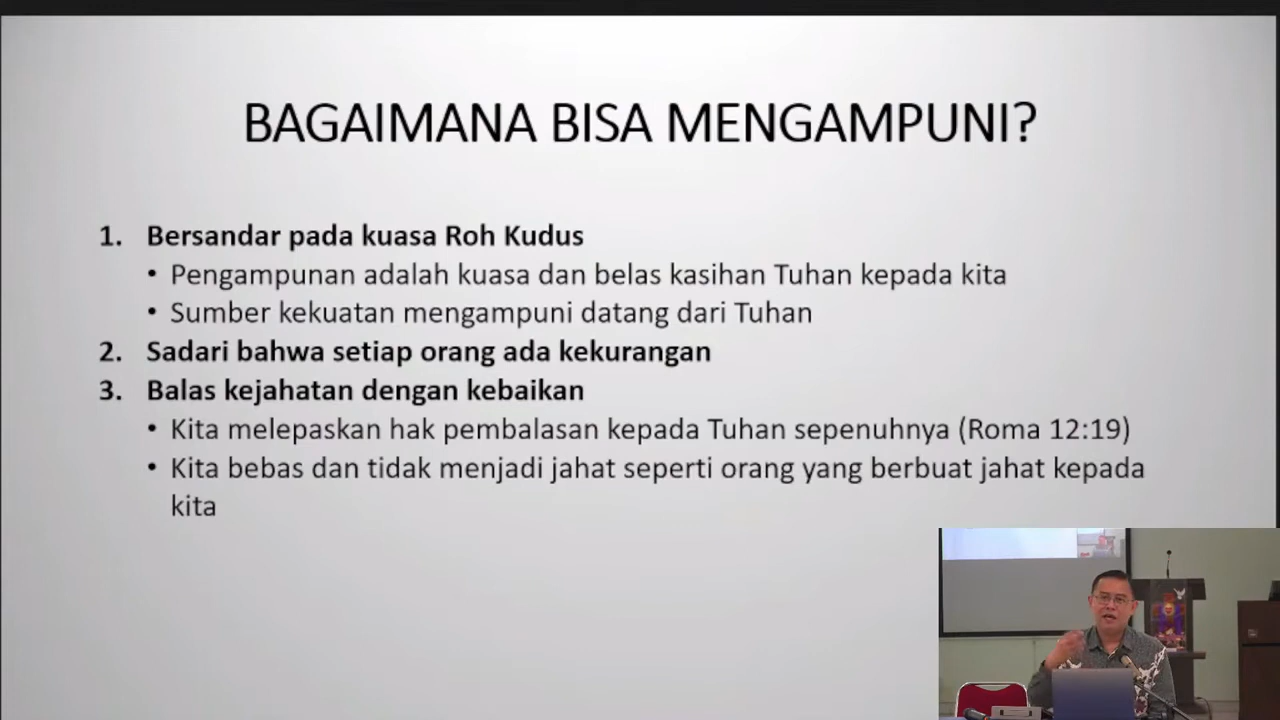 BAGAIMANA BISA MENGAMPUNI?
1. Bersandar pada kuasa Roh Kudus
• Pengampunan adalah kuasa dan belas kasihan Tuhan kepada kita
• Sumber kekuatan mengampuni datang dari Tuhan
2. Sadari bahwa setiap orang ada kekurangan
3. Balas kejahatan dengan kebaikan
• Kita melepaskan hak pembalasan kepada Tuhan sepenuhnya (Roma 12:19)
• Kita bebas dan tidak menjadi jahat seperti orang yang berbuat jahat kepada
kita